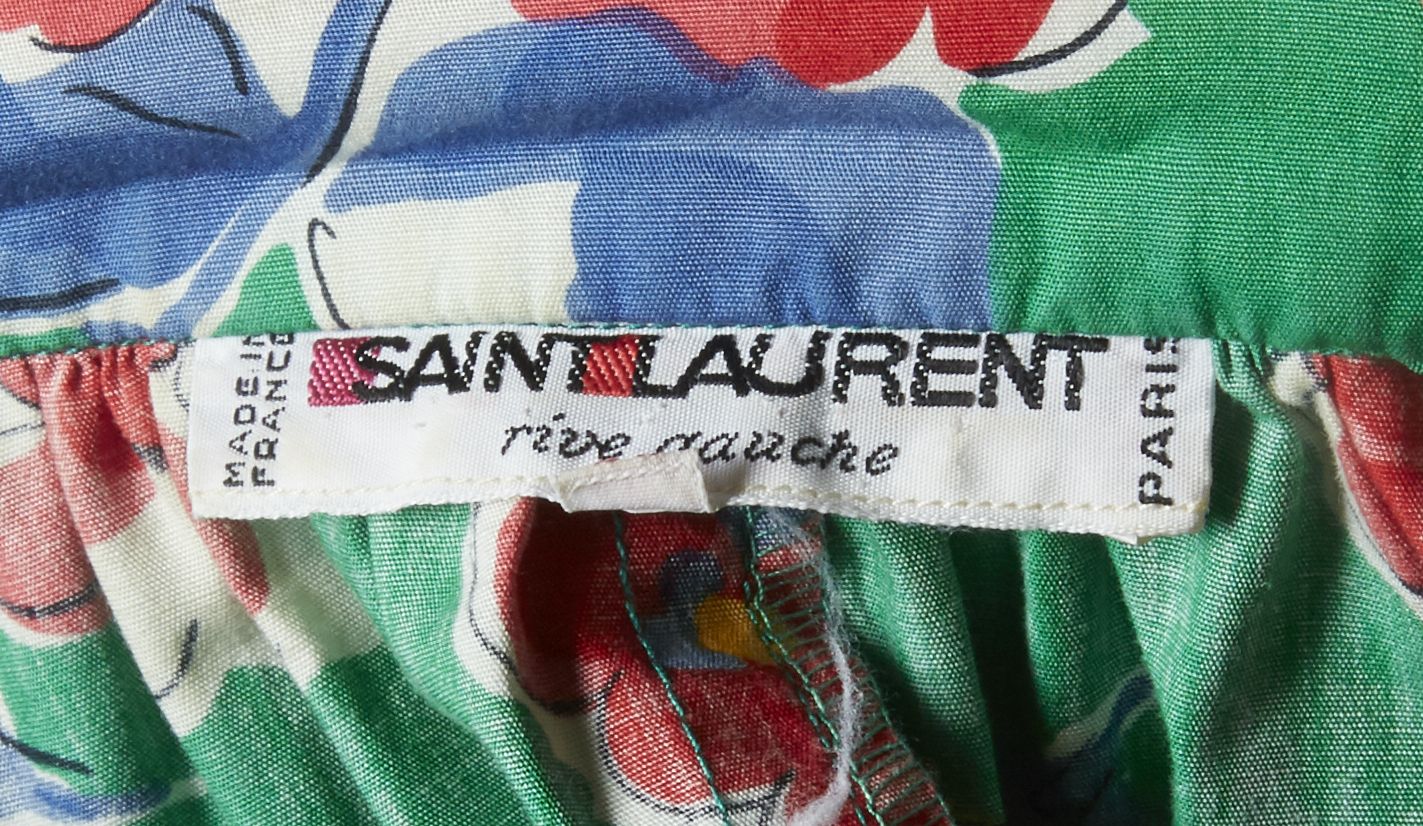 MADE IN
FRANCE
SAINT LAURENT
rive gauche
PARIS